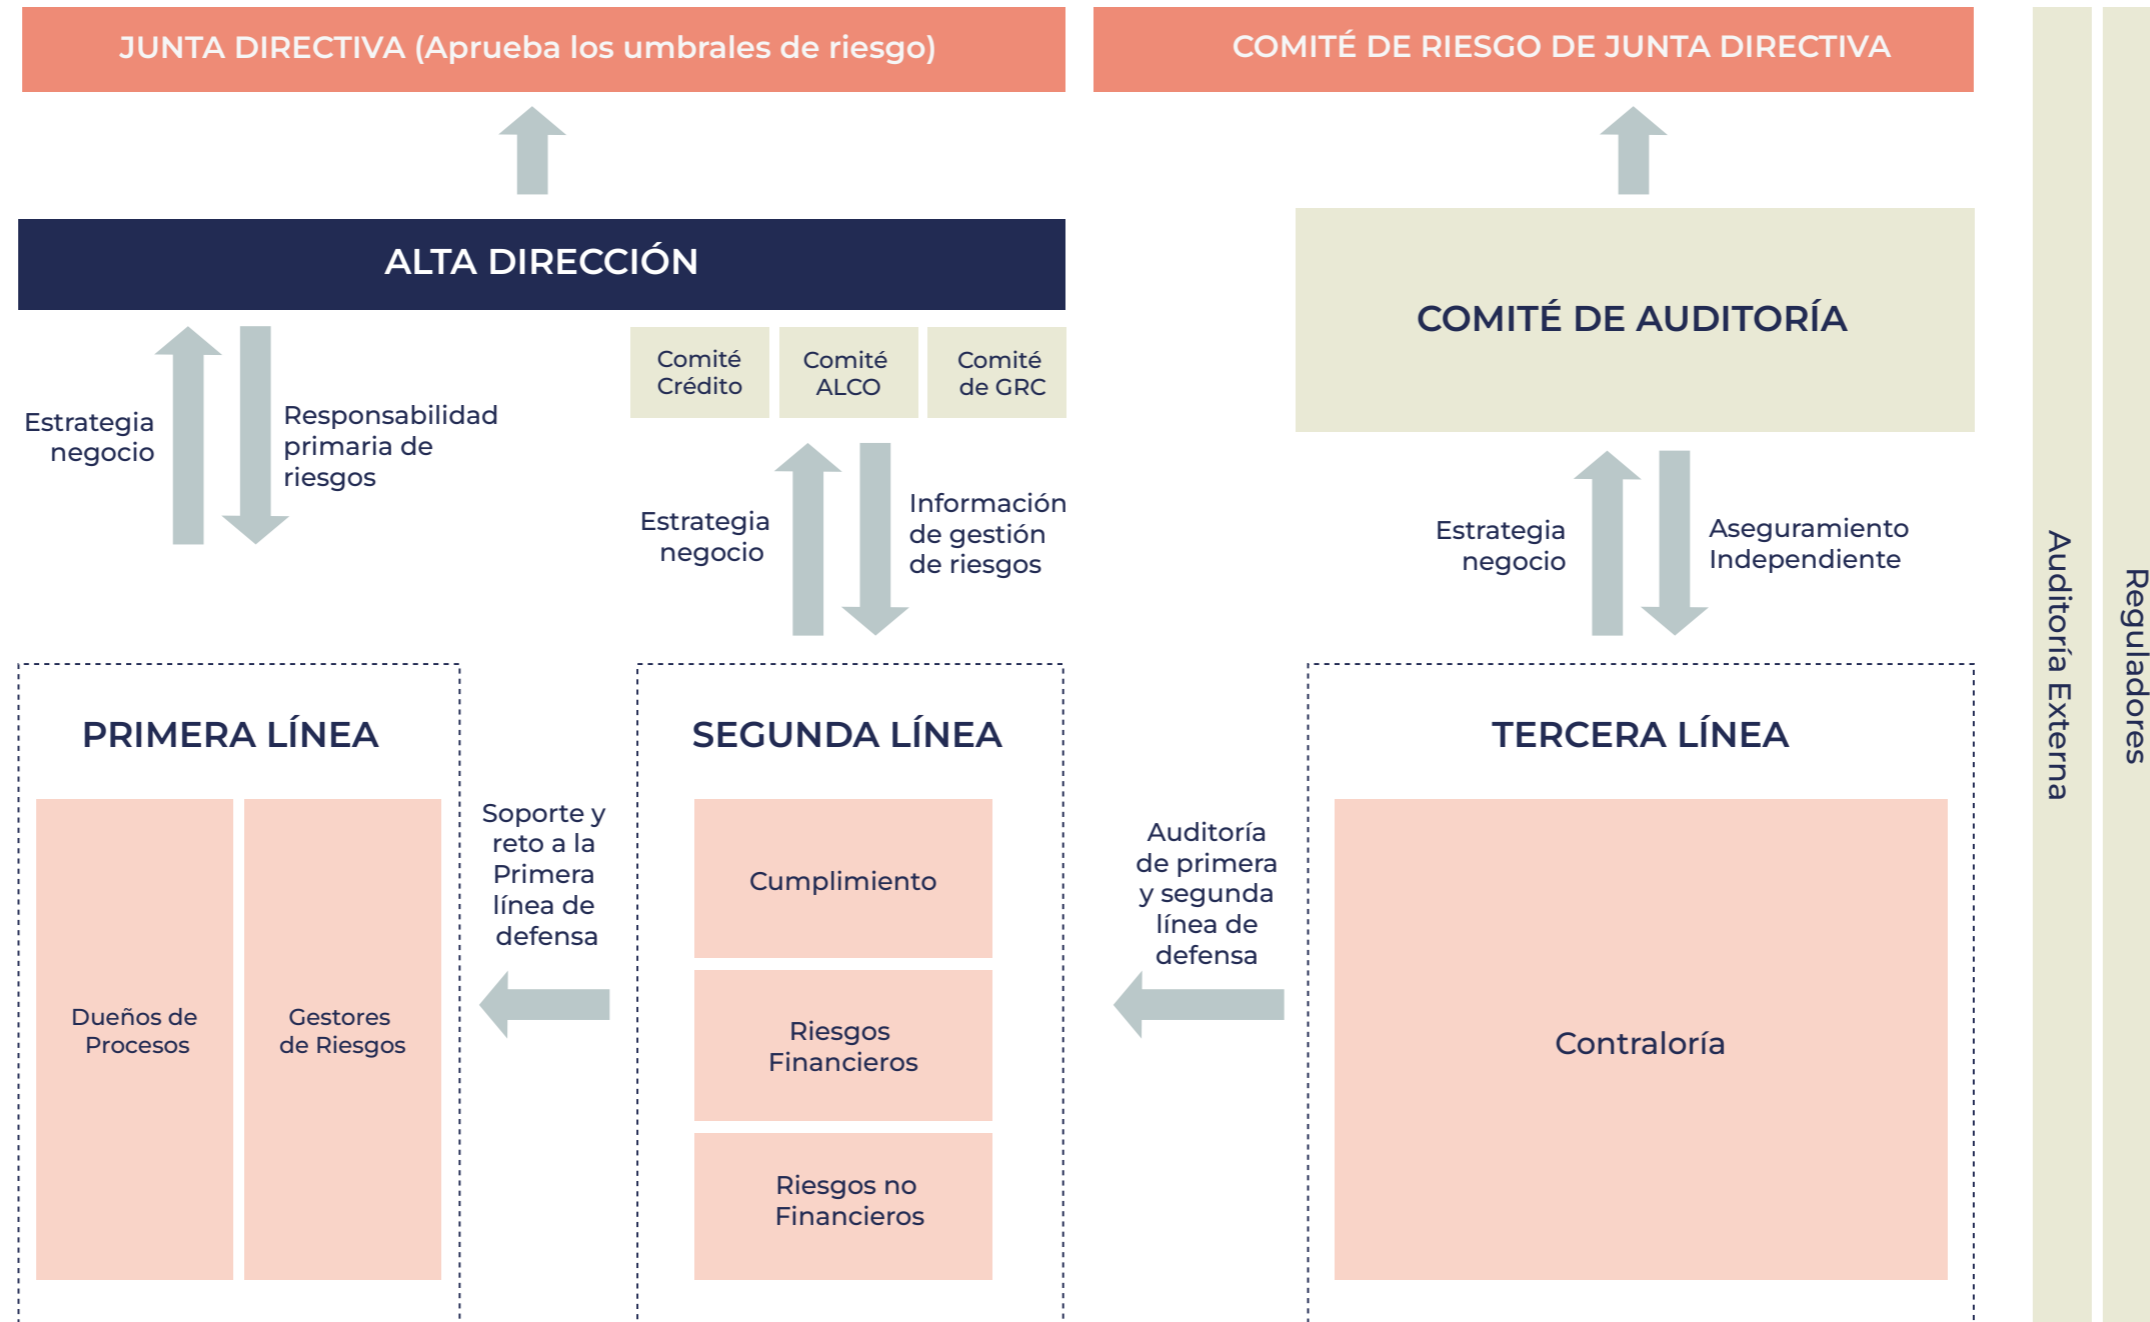 JUNTA DIRECTIVA (Aprueba los umbrales de riesgo)
COMITÉ DE RIESGO DE JUNTA DIRECTIVA
ALTA DIRECCIÓN
COMITÉ DE AUDITORÍA
Comité
Crédito
Comité
ALCO
Comité
de GRC
Estrategia
negocio
Responsabilidad
primaria de
riesgos
Estrategia
negocio
Información
de gestión
de riesgos
Estrategia
negocio
Aseguramiento
Independiente
PRIMERA LÍNEA
Dueños de
Procesos
Gestores
de Riesgos
Soporte y
reto a la
Primera
línea de
defensa
SEGUNDA LÍNEA
Cumplimiento
Riesgos
Financieros
Riesgos no
Financieros
Auditoría
de primera
y segunda
línea de
defensa
TERCERA LÍNEA
Contraloría
Auditoría Externa
Reguladores